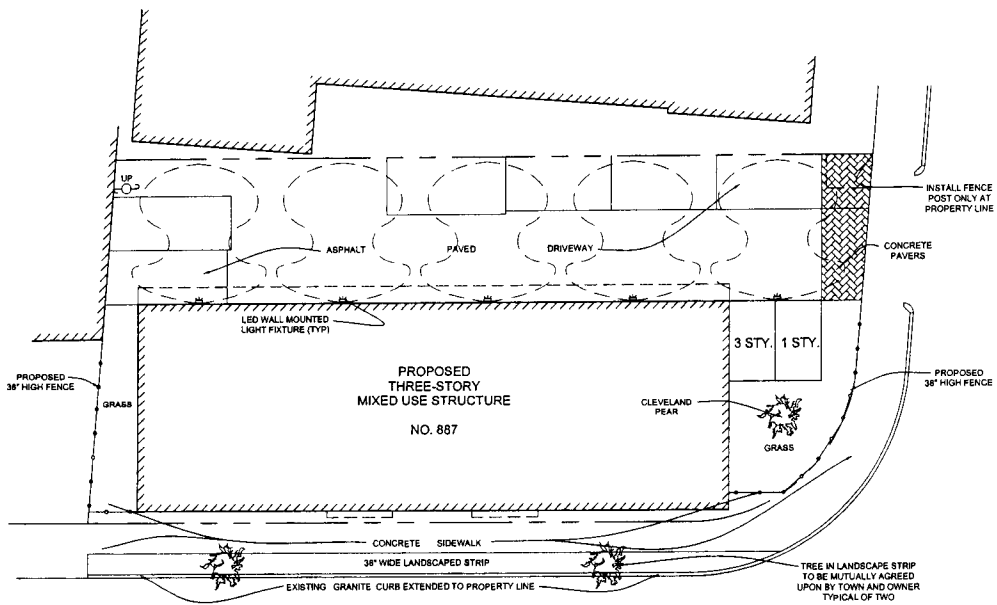 UP
INSTALL FENCE
POST ONLY AT
PROPERTY LINE
ASPHALT
PAVED
DRIVEWAY
CONCRETE
PAVERS
LED WALL MOUNTED
LIGHT FIXTURE (TYP)
3 STY.
1 STY.
PROPOSED
38" HIGH FENCE
PROPOSED
THREE-STORY
MIXED USE STRUCTURE
NO. 887
PROPOSED
38" HIGH FENCE
GRASS
CLEVELAND
PEAR
GRASS
CONCRETE SIDEWALK
38" WIDE LANDSCAPED STRIP
TREE IN LANDSCAPE STRIP
TO BE MUTUALLY AGREED
UPON BY TOWN AND OWNER
TYPICAL OF TWO
EXISTING GRANITE CURB EXTENDED TO PROPERTY LINE